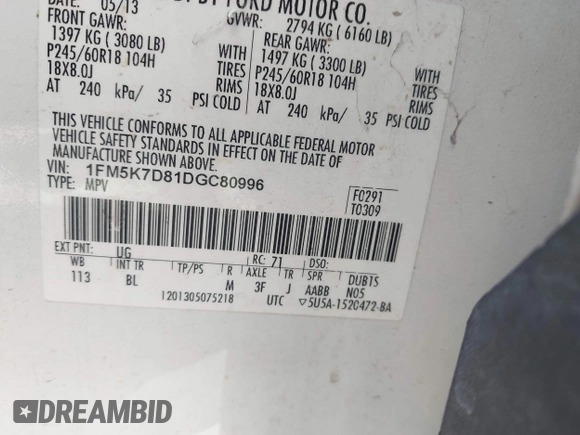 DATE: 05/13
BY FORD MOTOR CO.
FRONT GAWR: GVWR: 2794 KG ( 6160 LB)
1397 KG ( 3080 LB) REAR GAWR:
P245/60R18 104H WITH 1497 KG ( 3300 LB)
18X8.0J TIRES P245/60R18 104H WITH
RIMS 18X8.0J TIRES
AT 240 kPa/ 35 PSI COLD RIMS
AT 240 kPa/ 35 PSI COLD
THIS VEHICLE CONFORMS TO ALL APPLICABLE FEDERAL MOTOR
VEHICLE SAFETY STANDARDS IN EFFECT ON THE DATE OF
MANUFACTURE SHOWN ABOVE.
VIN: 1FM5K7D81DGC80996
TYPE: MPV
F0291
T0309
EXT PNT: UG RC: 71 DSO:
WB INT TR TP/PS R AXLE TR SPR DUB1S
113 BL M 3F J AABB N05
I201305075218 UTC ▽5U5A-1520472-BA
DREAMBID